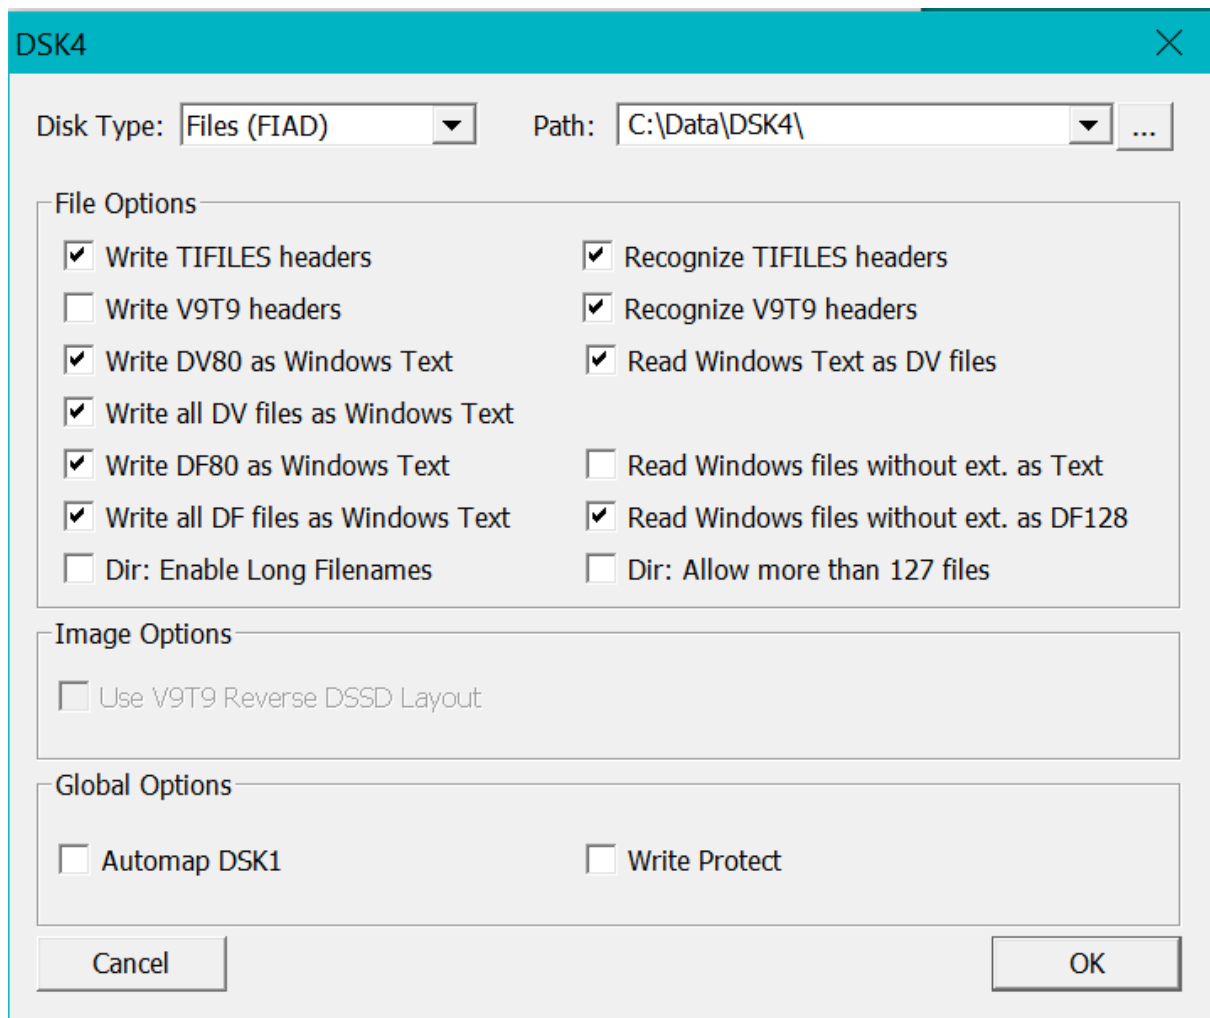 DSK4
Disk Type: Files (FIAD) Path: C:\Data\DSK4\ ...
File Options
Write TIFILES headers Recognize TIFILES headers
Write V9T9 headers Recognize V9T9 headers
Write DV80 as Windows Text Read Windows Text as DV files
Write all DV files as Windows Text
Write DF80 as Windows Text Read Windows files without ext. as Text
Write all DF files as Windows Text Read Windows files without ext. as DF128
Dir: Enable Long Filenames Dir: Allow more than 127 files
Image Options
Use V9T9 Reverse DSSD Layout
Global Options
Automap DSK1 Write Protect
Cancel OK